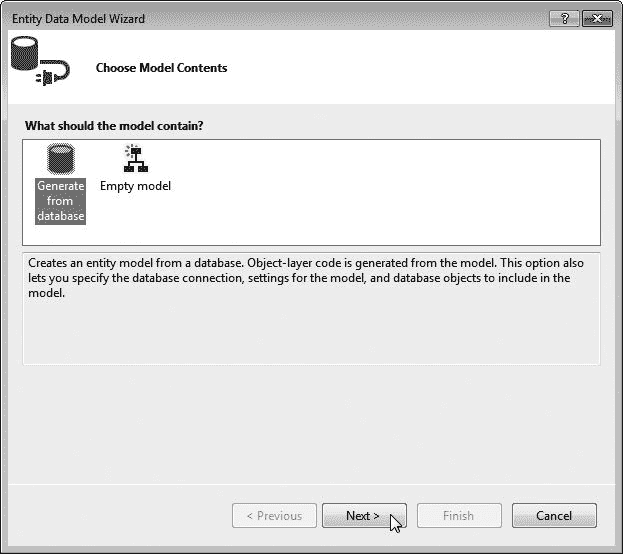 Entity Data Model Wizard
?
Choose Model Contents
What should the model contain?
Generate
from
database
Empty model
Creates an entity model from a database. Object-layer code is generated from the model. This option also
lets you specify the database connection, settings for the model, and database objects to include in the
model.
< Previous
Next >
Finish
Cancel